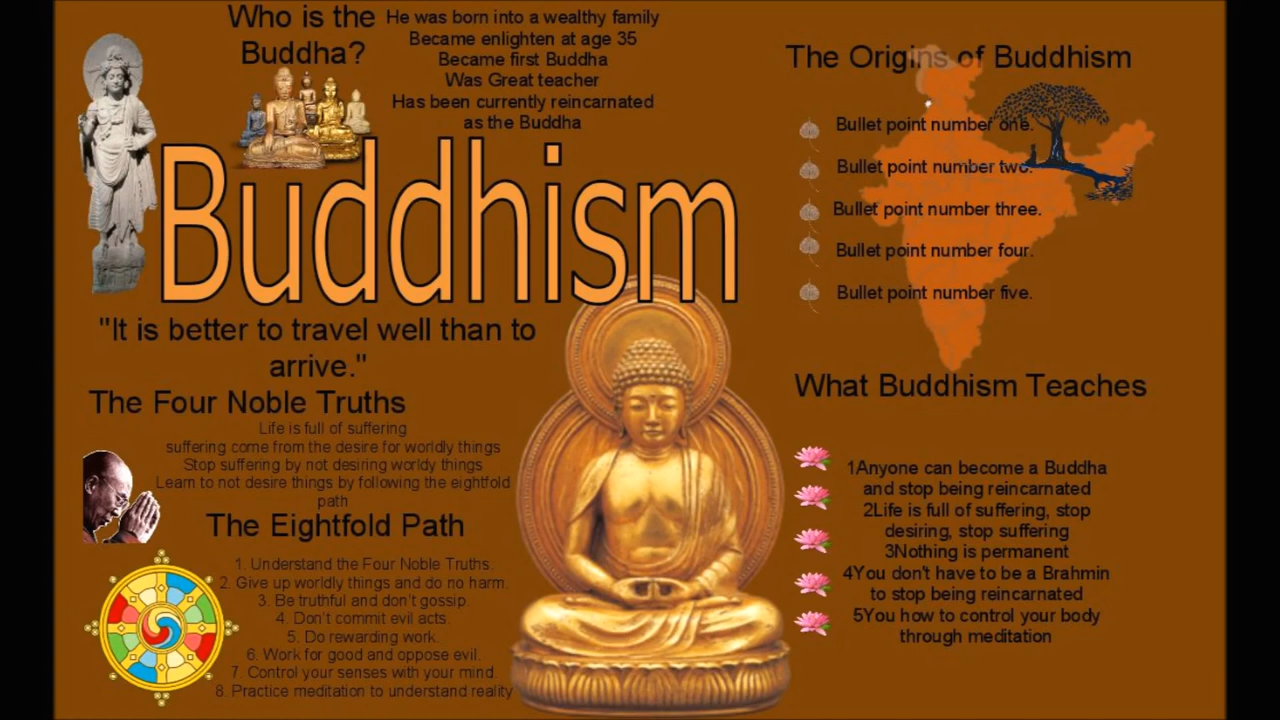 Who is the
Buddha?
He was born into a wealthy family
Became enlighten at age 35
Became first Buddha
Was Great teacher
Has been currently reincarnated
as the Buddha
Buddhism
"It is better to travel well than to
arrive."
The Four Noble Truths
Life is full of suffering
suffering come from the desire for worldly things
Stop suffering by not desiring worldy things
Learn to not desire things by following the eightfold
path
The Eightfold Path
1. Understand the Four Noble Truths.
2. Give up worldly things and do no harm.
3. Be truthful and don't gossip.
4. Don't commit evil acts.
5. Do rewarding work.
6. Work for good and oppose evil.
7. Control your senses with your mind.
8. Practice meditation to understand reality
The Origins of Buddhism
Bullet point number one.
Bullet point number two.
Bullet point number three.
Bullet point number four.
Bullet point number five.
What Buddhism Teaches
1Anyone can become a Buddha
and stop being reincarnated
2Life is full of suffering, stop
desiring, stop suffering
3Nothing is permanent
4You don't have to be a Brahmin
to stop being reincarnated
5You how to control your body
through meditation